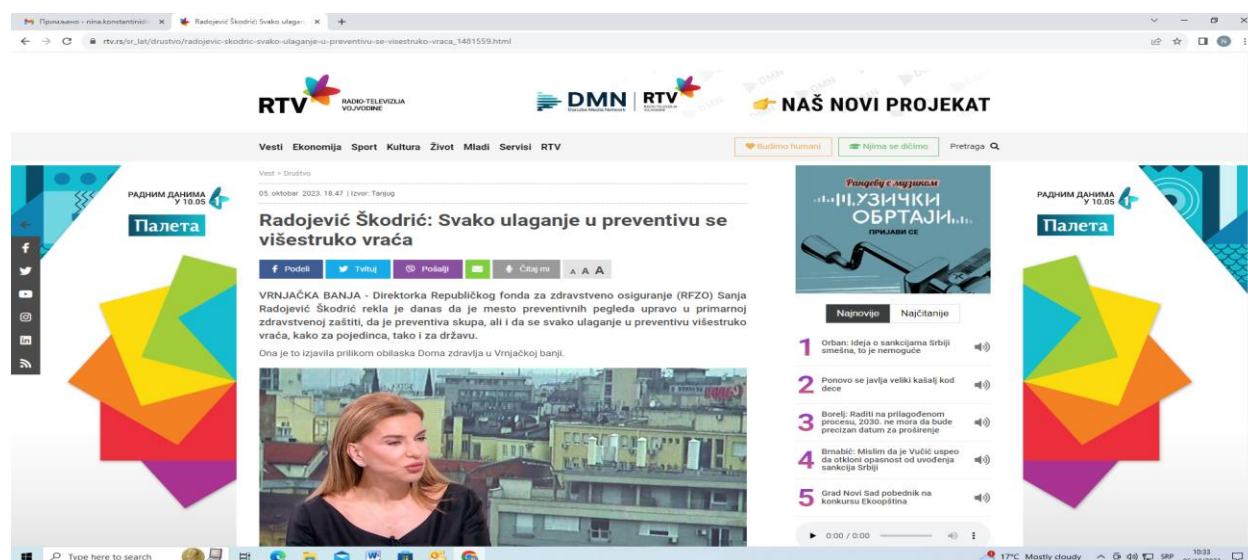 Примљено - nina.konstantinidi
Radojević Škodrić: Svako ulagan
rtv.rs/sr_lat/drustvo/radojevic-skodric-svako-ulaganje-u-preventivu-se-visestruko-vraca_1481559.html
RTV RADIO-TELEVIZIJA VOJVODINE
DMN RTV
NAŠ NOVI PROJEKAT
Vesti Ekonomija Sport Kultura Život Mladi Servisi RTV
Budimo humani Njima se dičimo Pretraga
Vest > Društvo
05. oktobar 2023. 18.47 | Izvor: Tanjug
Radojević Škodrić: Svako ulaganje u preventivu se
višestruko vraća
Podeli Tvituj Pošalji Čitaj mi A A A
VRNJAČKA BANJA - Direktorka Republičkog fonda za zdravstveno osiguranje (RFZO) Sanja
Radojević Škodrić rekla je danas da je mesto preventivnih pegleda upravo u primarnoj
zdravstvenoj zaštiti, da je preventiva skupa, ali i da se svako ulaganje u preventivu višestruko
vraća, kako za pojedinca, tako i za državu.
Ona je to izjavila prilikom obilaska Doma zdravlja u Vrnjačkoj banji.
РАДНИМ ДАНИМА
У 10.05
Палета
Рандеву с музиком
МУЗИЧКИ
ОБРТАЈИ
ПРИЈАВИ СЕ
Najnovije Najčitanije
1 Orban: Ideja o sankcijama Srbiji
smešna, to je nemoguće
2 Ponovo se javlja veliki kašalj kod
dece
3 Borelj: Raditi na prilagođenom
procesu, 2030. ne mora da bude
precizan datum za proširenje
4 Brnabić: Mislim da je Vučić uspeo
da otkloni opasnost od uvođenja
sankcija Srbiji
5 Grad Novi Sad pobednik na
konkursu Ekoopština
0:00 / 0:00
РАДНИМ ДАНИМА
У 10.05
Палета
Type here to search
17°C Mostly cloudy SRP 10:33